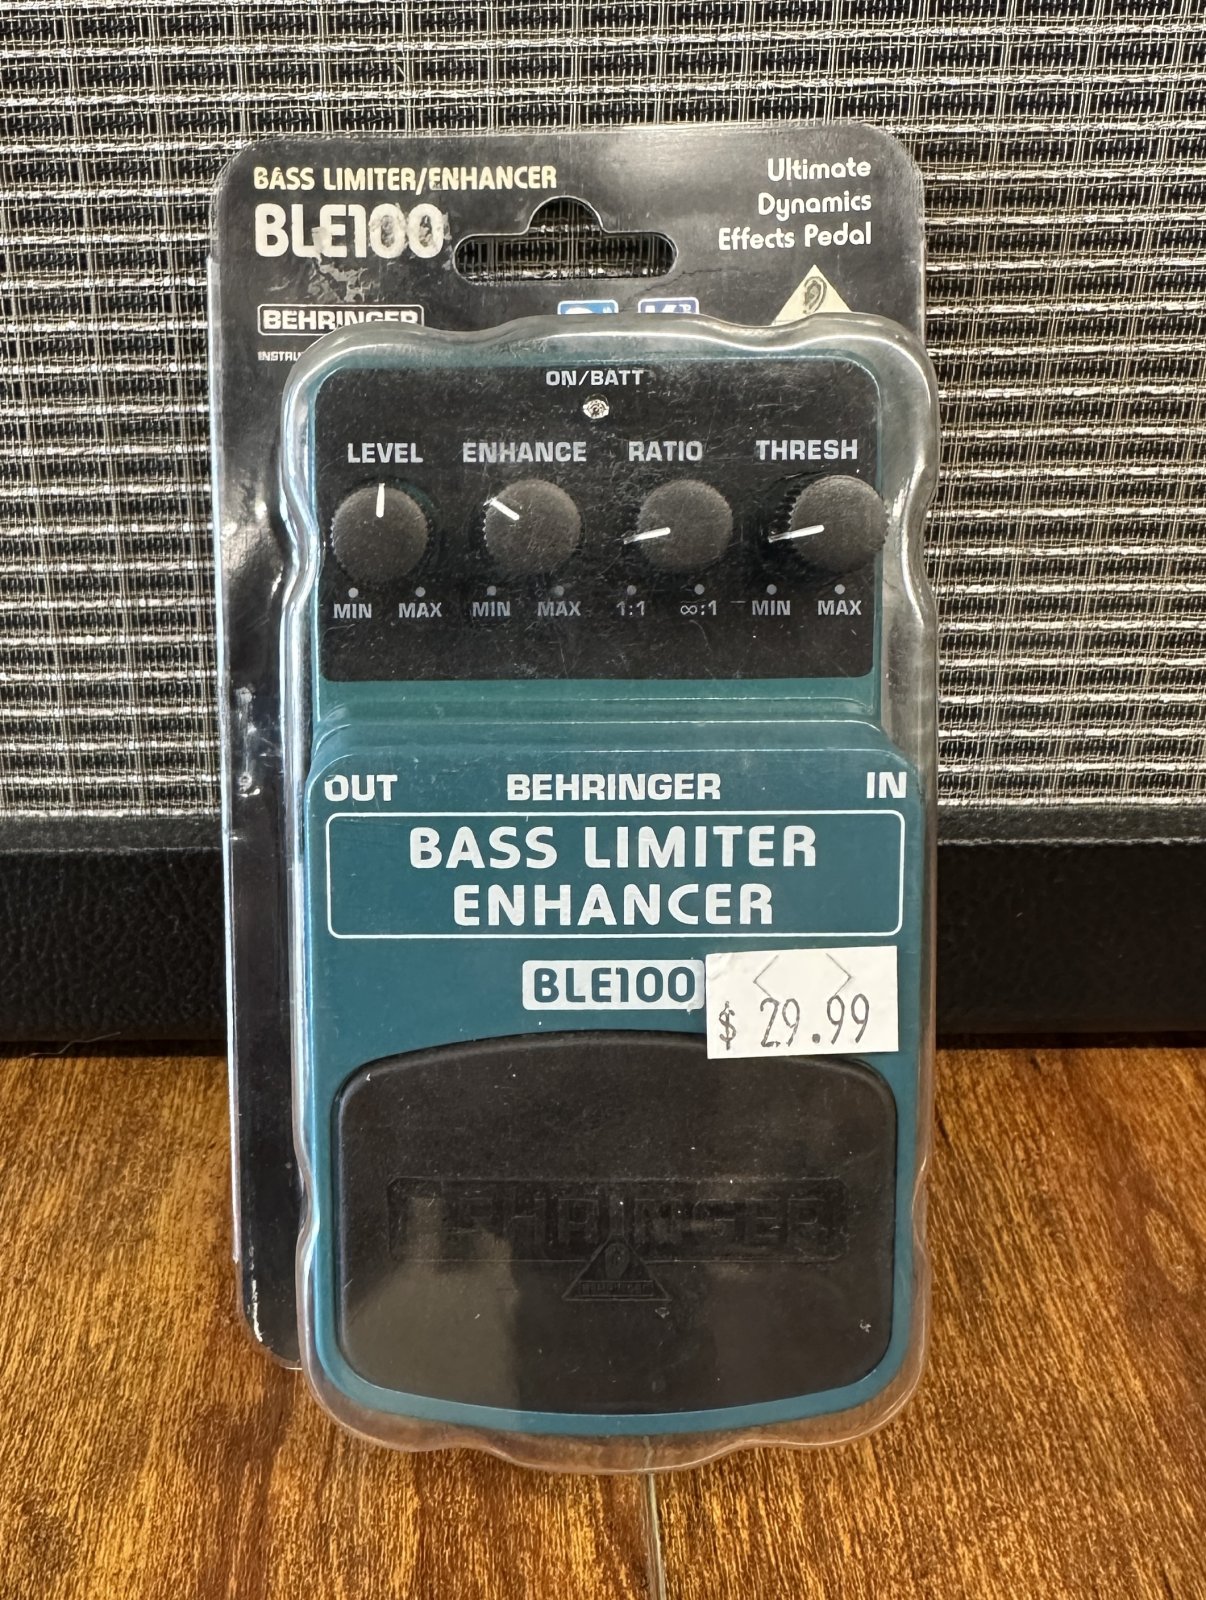 BASS LIMITER/ENHANCER
BLE100
Ultimate
Dynamics
Effects Pedal
BEHRINGER
ON/BATT
LEVEL ENHANCE RATIO THRESH
MIN MAX MIN MAX 1:1 ∞:1 MIN MAX
OUT BEHRINGER IN
BASS LIMITER
ENHANCER
BLE100
$ 29.99
BEHRINGER